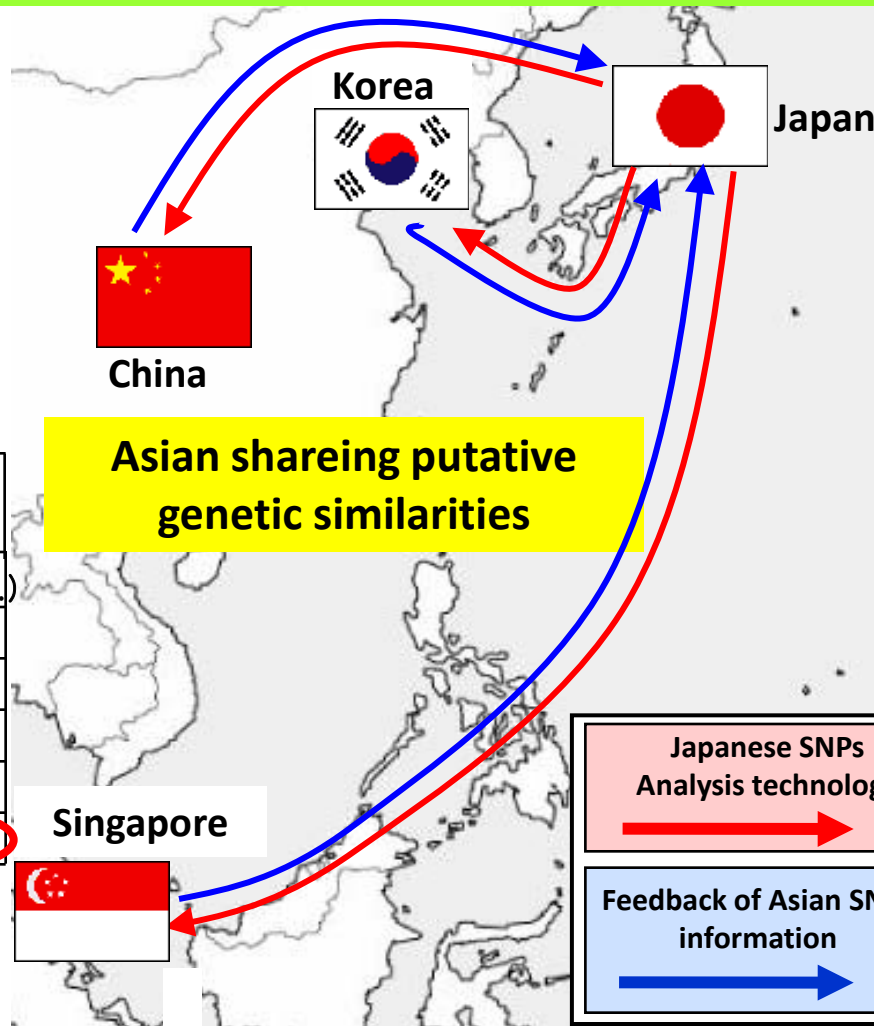 Korea
Japan
China
Asian shareing putative
genetic similarities
.)
Singapore
Japanese SNPs
Analysis technolog
Feedback of Asian SN
information